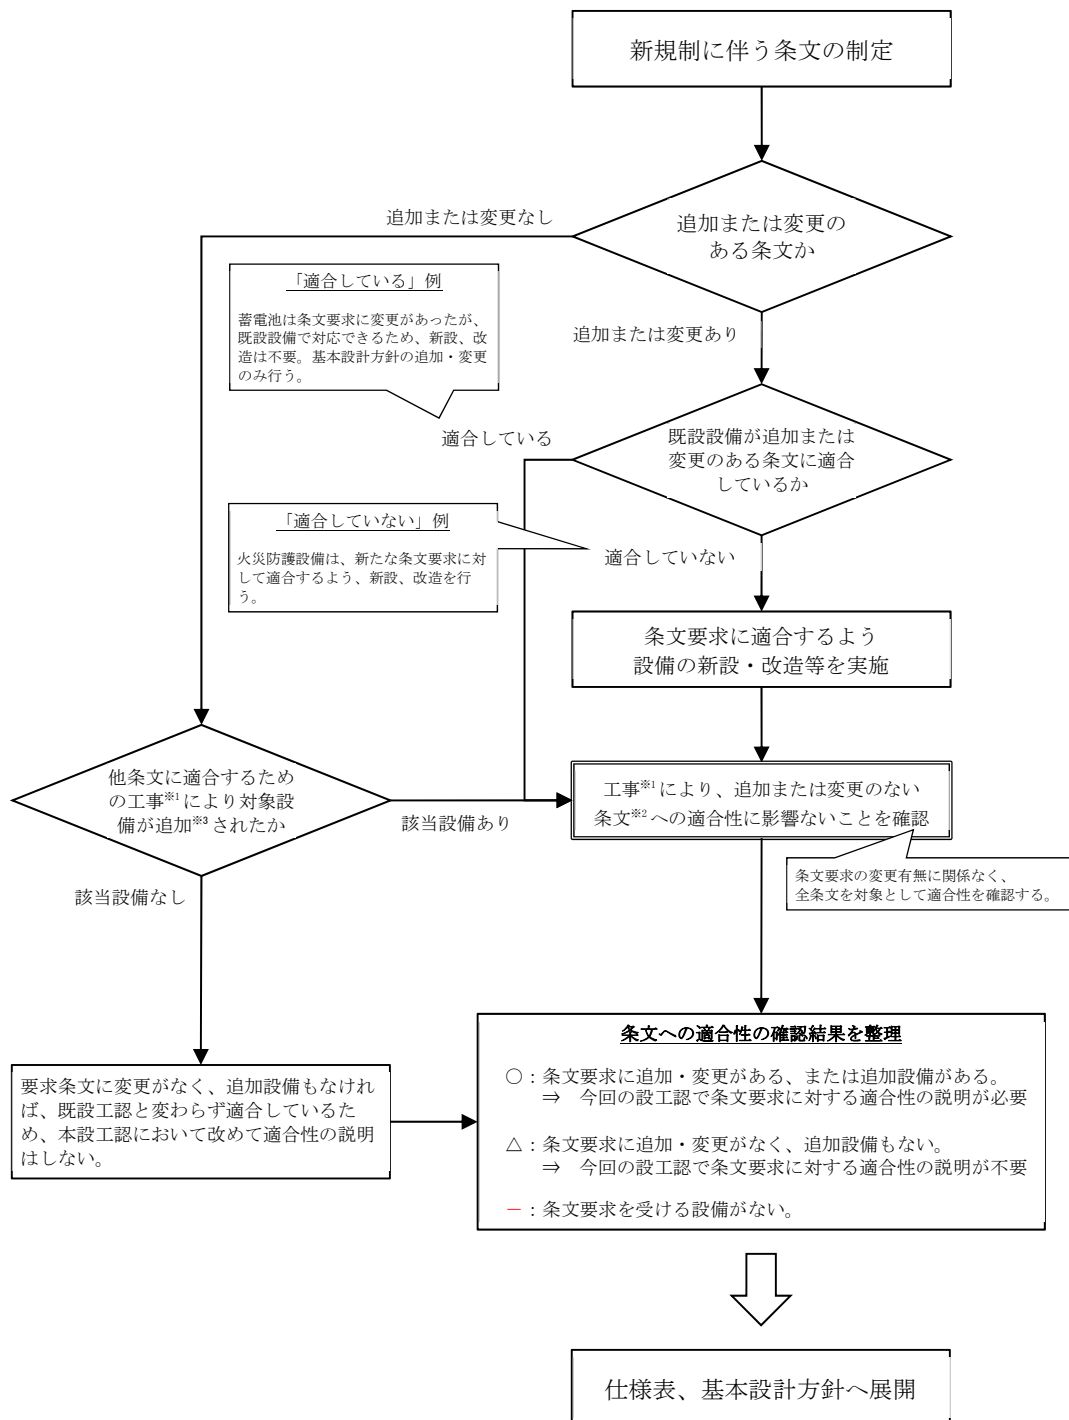 新規制に伴う条文の制定
追加または変更の
ある条文か
追加または変更なし
「適合している」例
蓄電池は条文要求に変更があったが、
既設設備で対応できるため、新設、改
造は不要。基本設計方針の追加・変更
のみ行う。
追加または変更あり
適合している
既設設備が追加または
変更のある条文に適合
しているか
「適合していない」例
火災防護設備は、新たな条文要求に対
して適合するよう、新設、改造を行
う。
適合していない
条文要求に適合するよう
設備の新設・改造等を実施
他条文に適合するため
の工事※1により対象設
備が追加※3されたか
該当設備あり
工事※1により、追加または変更のない
条文※2への適合性に影響ないことを確認
条文要求の変更有無に関係なく、
全条文を対象として適合性を確認する。
該当設備なし
要求条文に変更がなく、追加設備もなけれ
ば、既設工認と変わらず適合しているた
め、本設工認において改めて適合性の説明
はしない。
条文への適合性の確認結果を整理
○：条文要求に追加・変更がある、または追加設備がある。
⇒　今回の設工認で条文要求に対する適合性の説明が必要
△：条文要求に追加・変更がなく、追加設備もない。
⇒　今回の設工認で条文要求に対する適合性の説明が不要
－：条文要求を受ける設備がない。
仕様表、基本設計方針へ展開